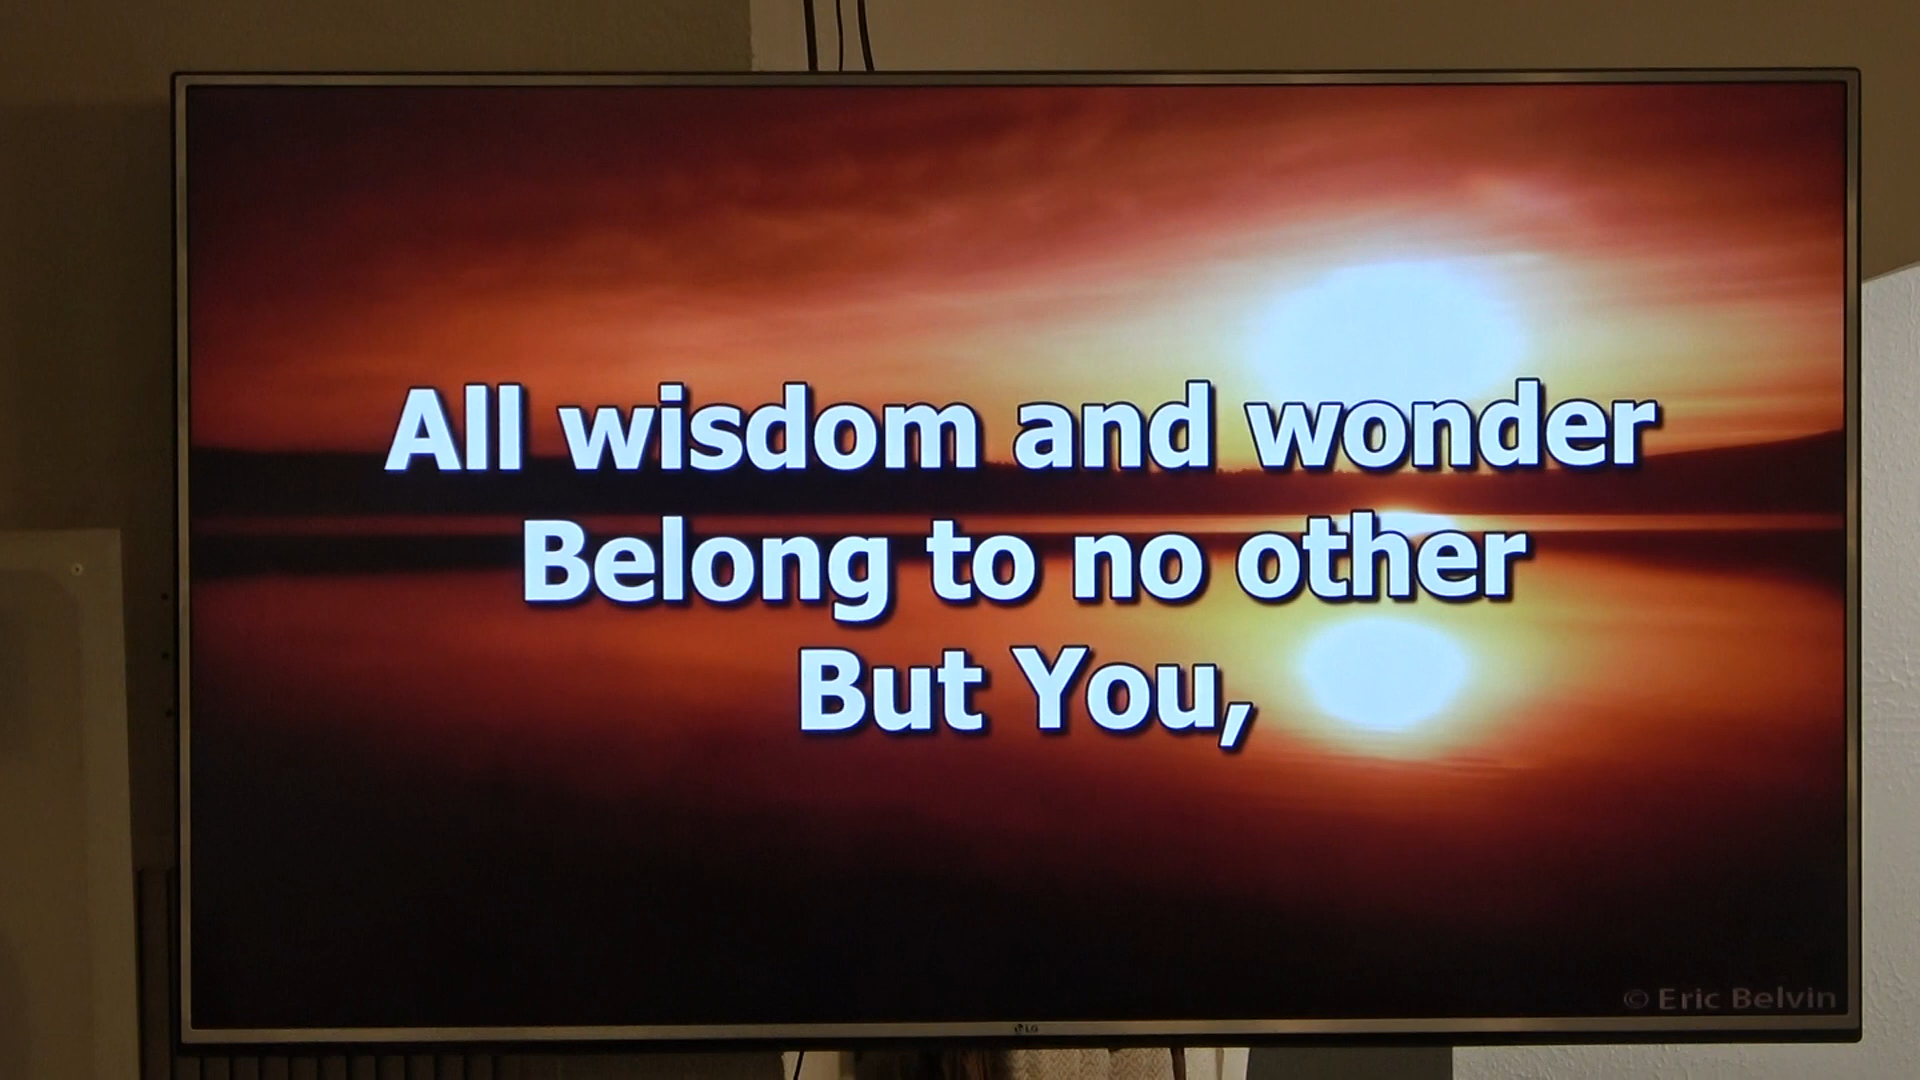 All wisdom and wonder
Belong to no other
But You,
© Eric Belvin
LG